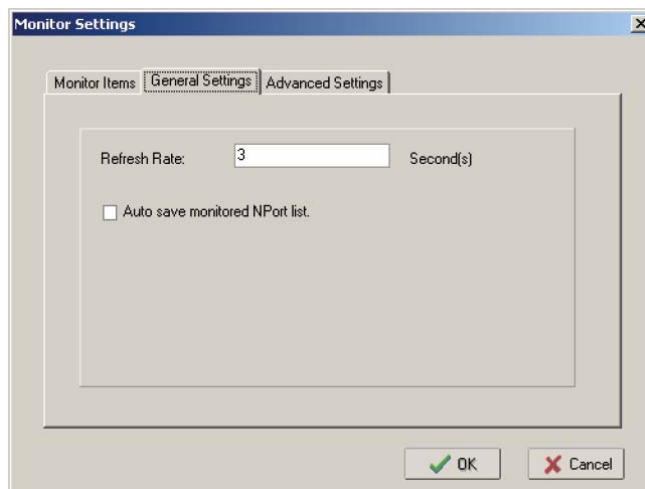 Monitor Settings
Monitor Items General Settings Advanced Settings
Refresh Rate: 3 Second(s)
Auto save monitored NPort list.
OK Cancel